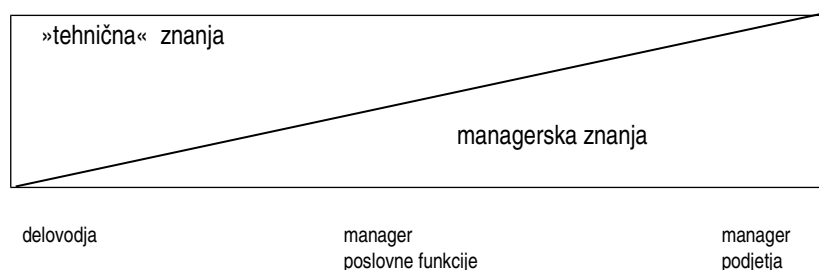 »tehnična« znanja
managerska znanja
delovodja
manager
poslovne funkcije
manager
podjetja